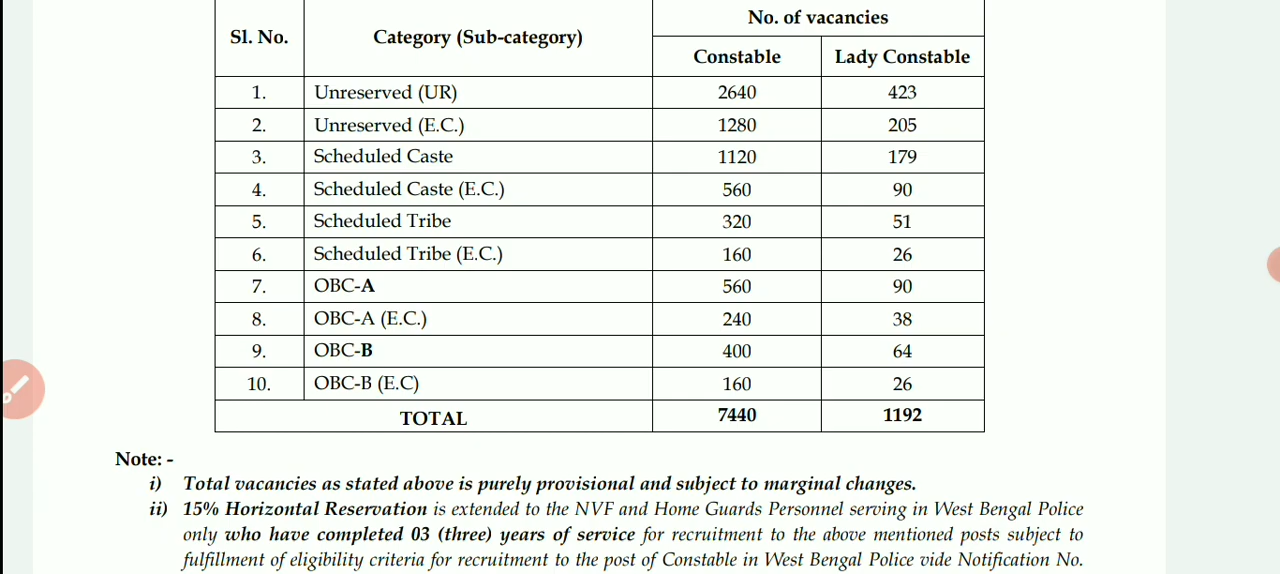 No. of vacancies
Sl. No. Category (Sub-category)
Constable Lady Constable
1. Unreserved (UR) 2640 423
2. Unreserved (E.C.) 1280 205
3. Scheduled Caste 1120 179
4. Scheduled Caste (E.C.) 560 90
5. Scheduled Tribe 320 51
6. Scheduled Tribe (E.C.) 160 26
7. OBC-A 560 90
8. OBC-A (E.C.) 240 38
9. OBC-B 400 64
10. OBC-B (E.C) 160 26
TOTAL 7440 1192
Note: -
i) Total vacancies as stated above is purely provisional and subject to marginal changes.
ii) 15% Horizontal Reservation is extended to the NVF and Home Guards Personnel serving in West Bengal Police
only who have completed 03 (three) years of service for recruitment to the above mentioned posts subject to
fulfillment of eligibility criteria for recruitment to the post of Constable in West Bengal Police vide Notification No.